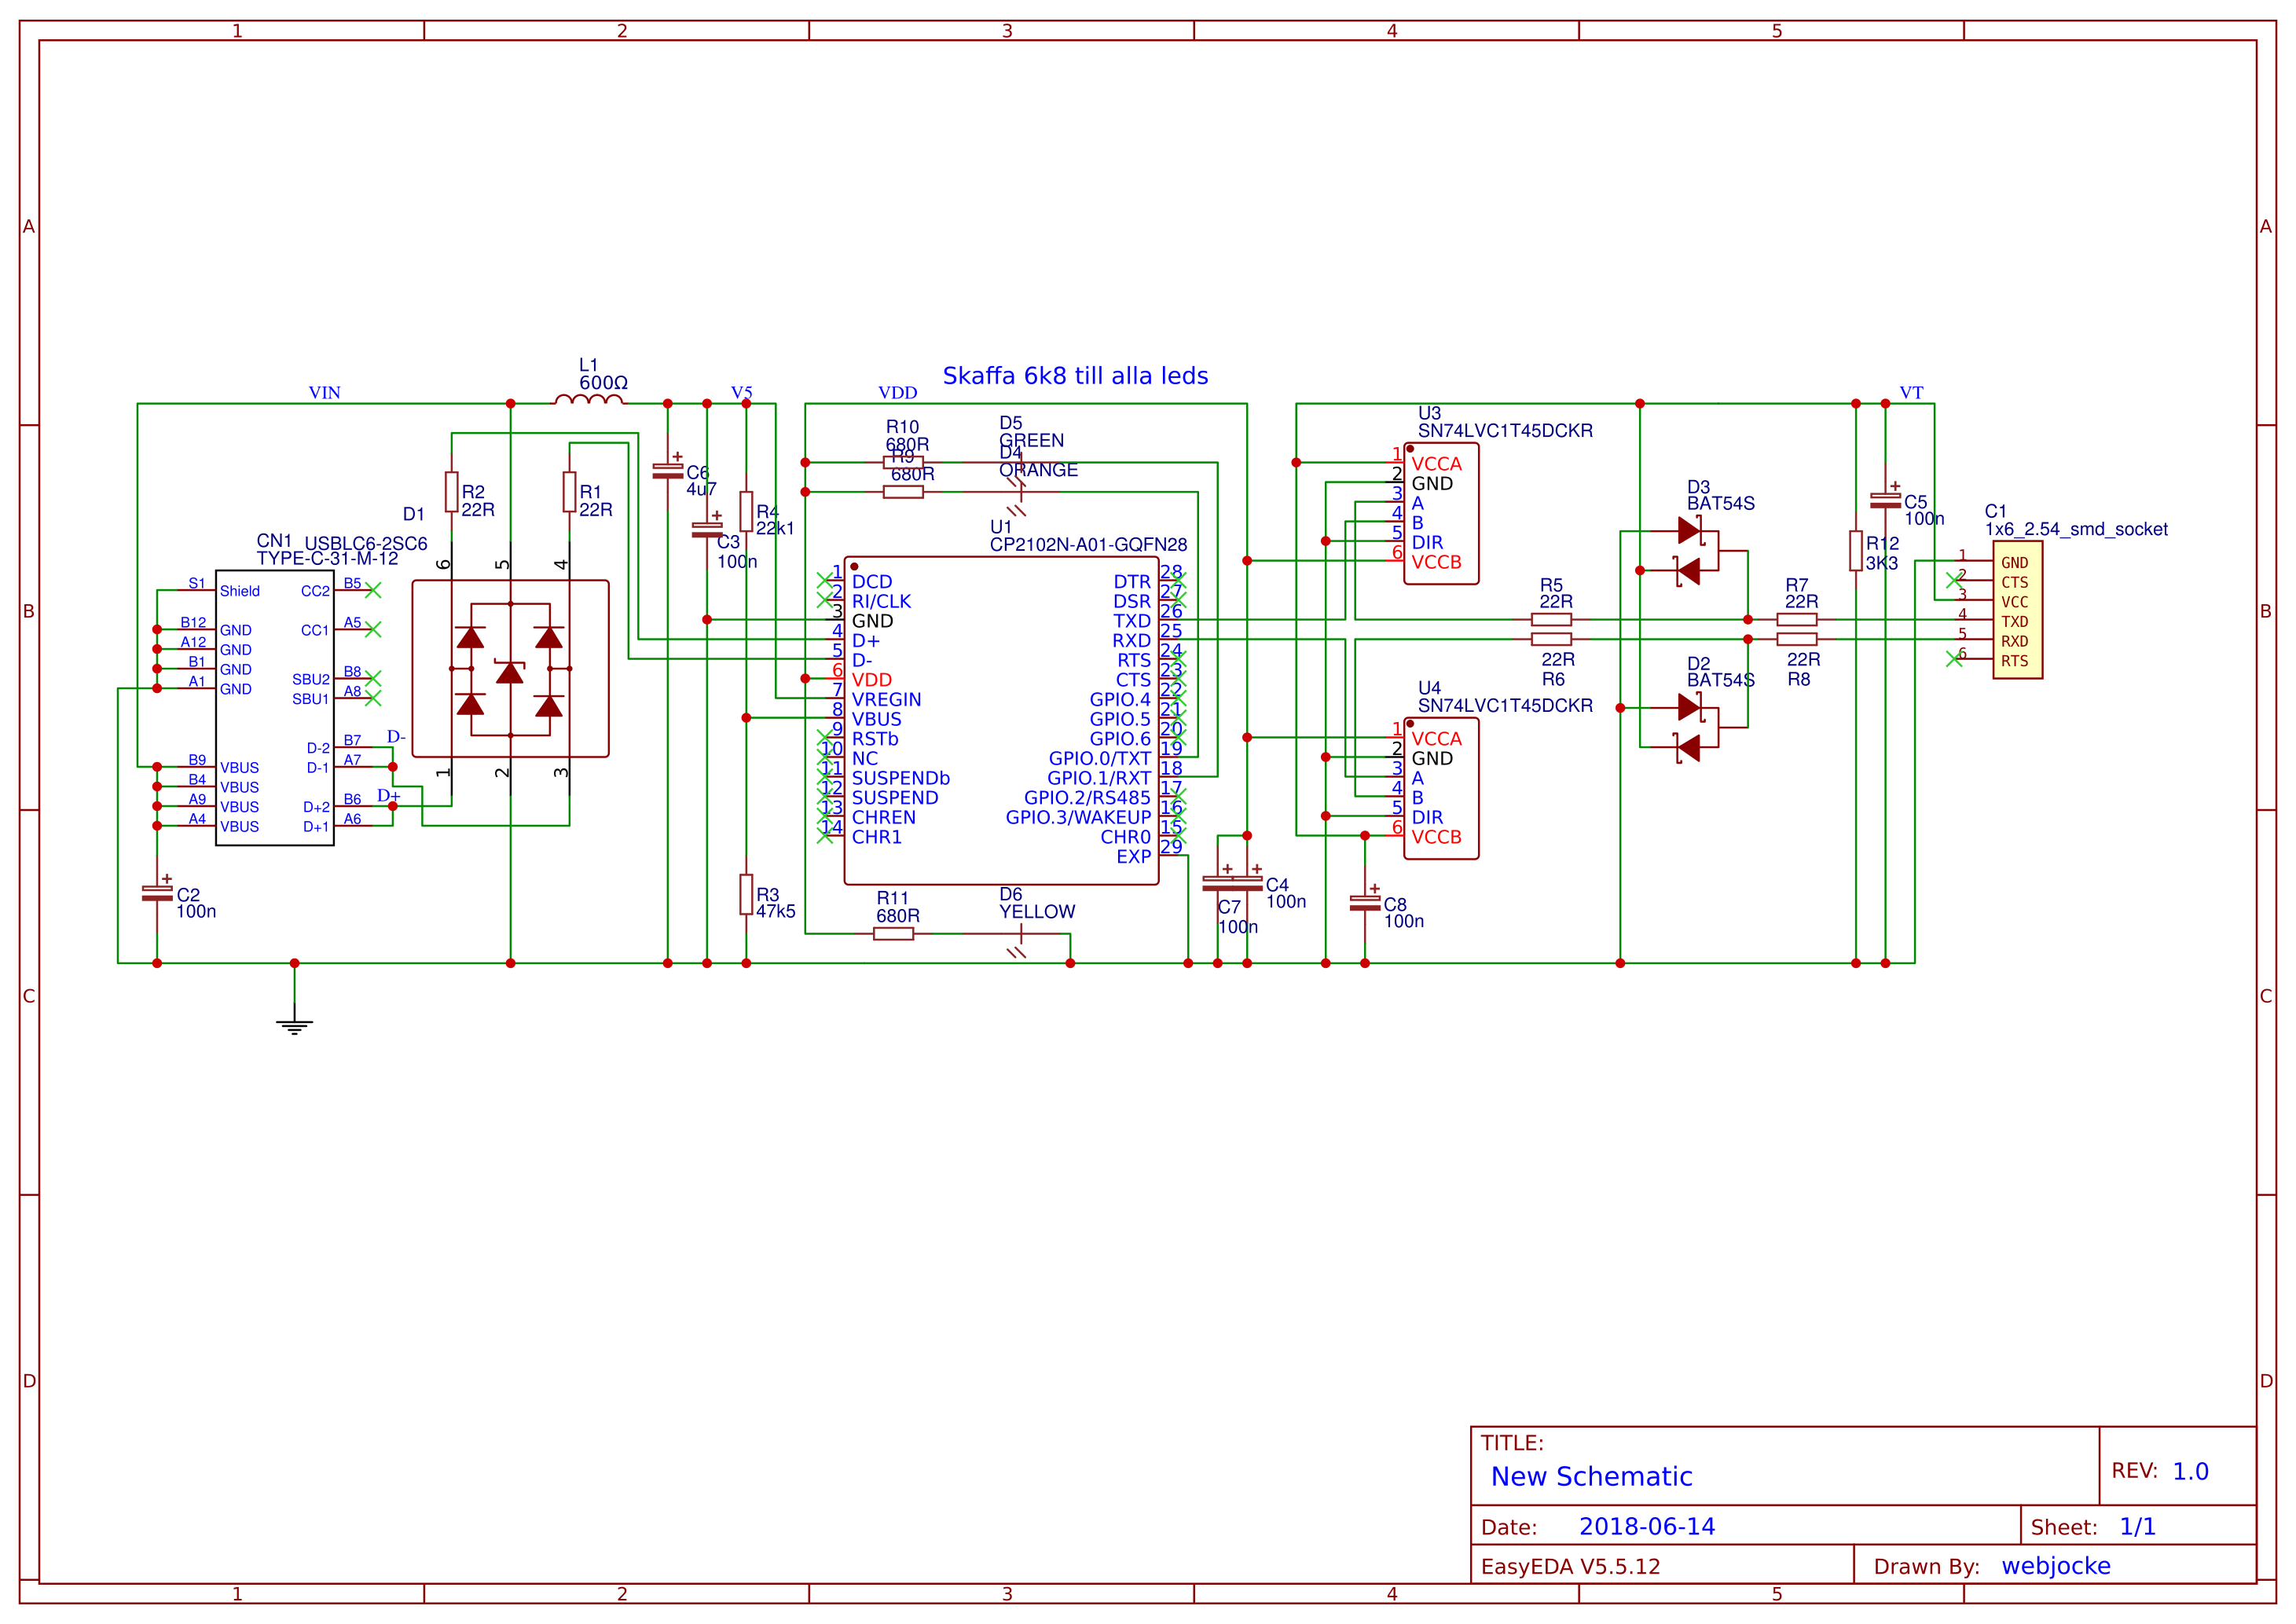 1 2 3 4 5
A A
B B
C C
D D
1 2 3 4 5
VIN
L1
600Ω
V5
VDD
Skaffa 6k8 till alla leds
VT
R2
22R
R1
22R
C6
4u7
C3
100n
R4
22k1
R3
47k5
D1
USBLC6-2SC6
6 5 4
1 2 3
CN1
TYPE-C-31-M-12
S1 Shield
B12 GND
A12 GND
B1 GND
A1 GND
B9 VBUS
B4 VBUS
A9 VBUS
A4 VBUS
CC2 B5
CC1 A5
SBU2 B8
SBU1 A8
D-2 B7
D-1 A7
D+2 B6
D+1 A6
D-
D+
C2
100n
R10
680R
R9
680R
D5
GREEN
D4
ORANGE
U1
CP2102N-A01-GQFN28
1 DCD
2 RI/CLK
3 GND
4 D+
5 D-
6 VDD
7 VREGIN
8 VBUS
9 RSTb
10 NC
11 SUSPENDb
12 SUSPEND
13 CHREN
14 CHR1
DTR 28
DSR 27
TXD 26
RXD 25
RTS 24
CTS 23
GPIO.4 22
GPIO.5 21
GPIO.6 20
GPIO.0/TXT 19
GPIO.1/RXT 18
GPIO.2/RS485 17
GPIO.3/WAKEUP 16
CHR0 15
EXP 29
R11
680R
D6
YELLOW
C7
100n
C4
100n
C8
100n
U3
SN74LVC1T45DCKR
1 VCCA
2 GND
3 A
4 B
5 DIR
6 VCCB
U4
SN74LVC1T45DCKR
1 VCCA
2 GND
3 A
4 B
5 DIR
6 VCCB
R5
22R
22R
R6
D3
BAT54S
D2
BAT54S
R7
22R
22R
R8
R12
3K3
C5
100n
C1
1x6_2.54_smd_socket
1 GND
2 CTS
3 VCC
4 TXD
5 RXD
6 RTS
TITLE:
New Schematic
REV: 1.0
Date: 2018-06-14
Sheet: 1/1
EasyEDA V5.5.12
Drawn By: webjocke